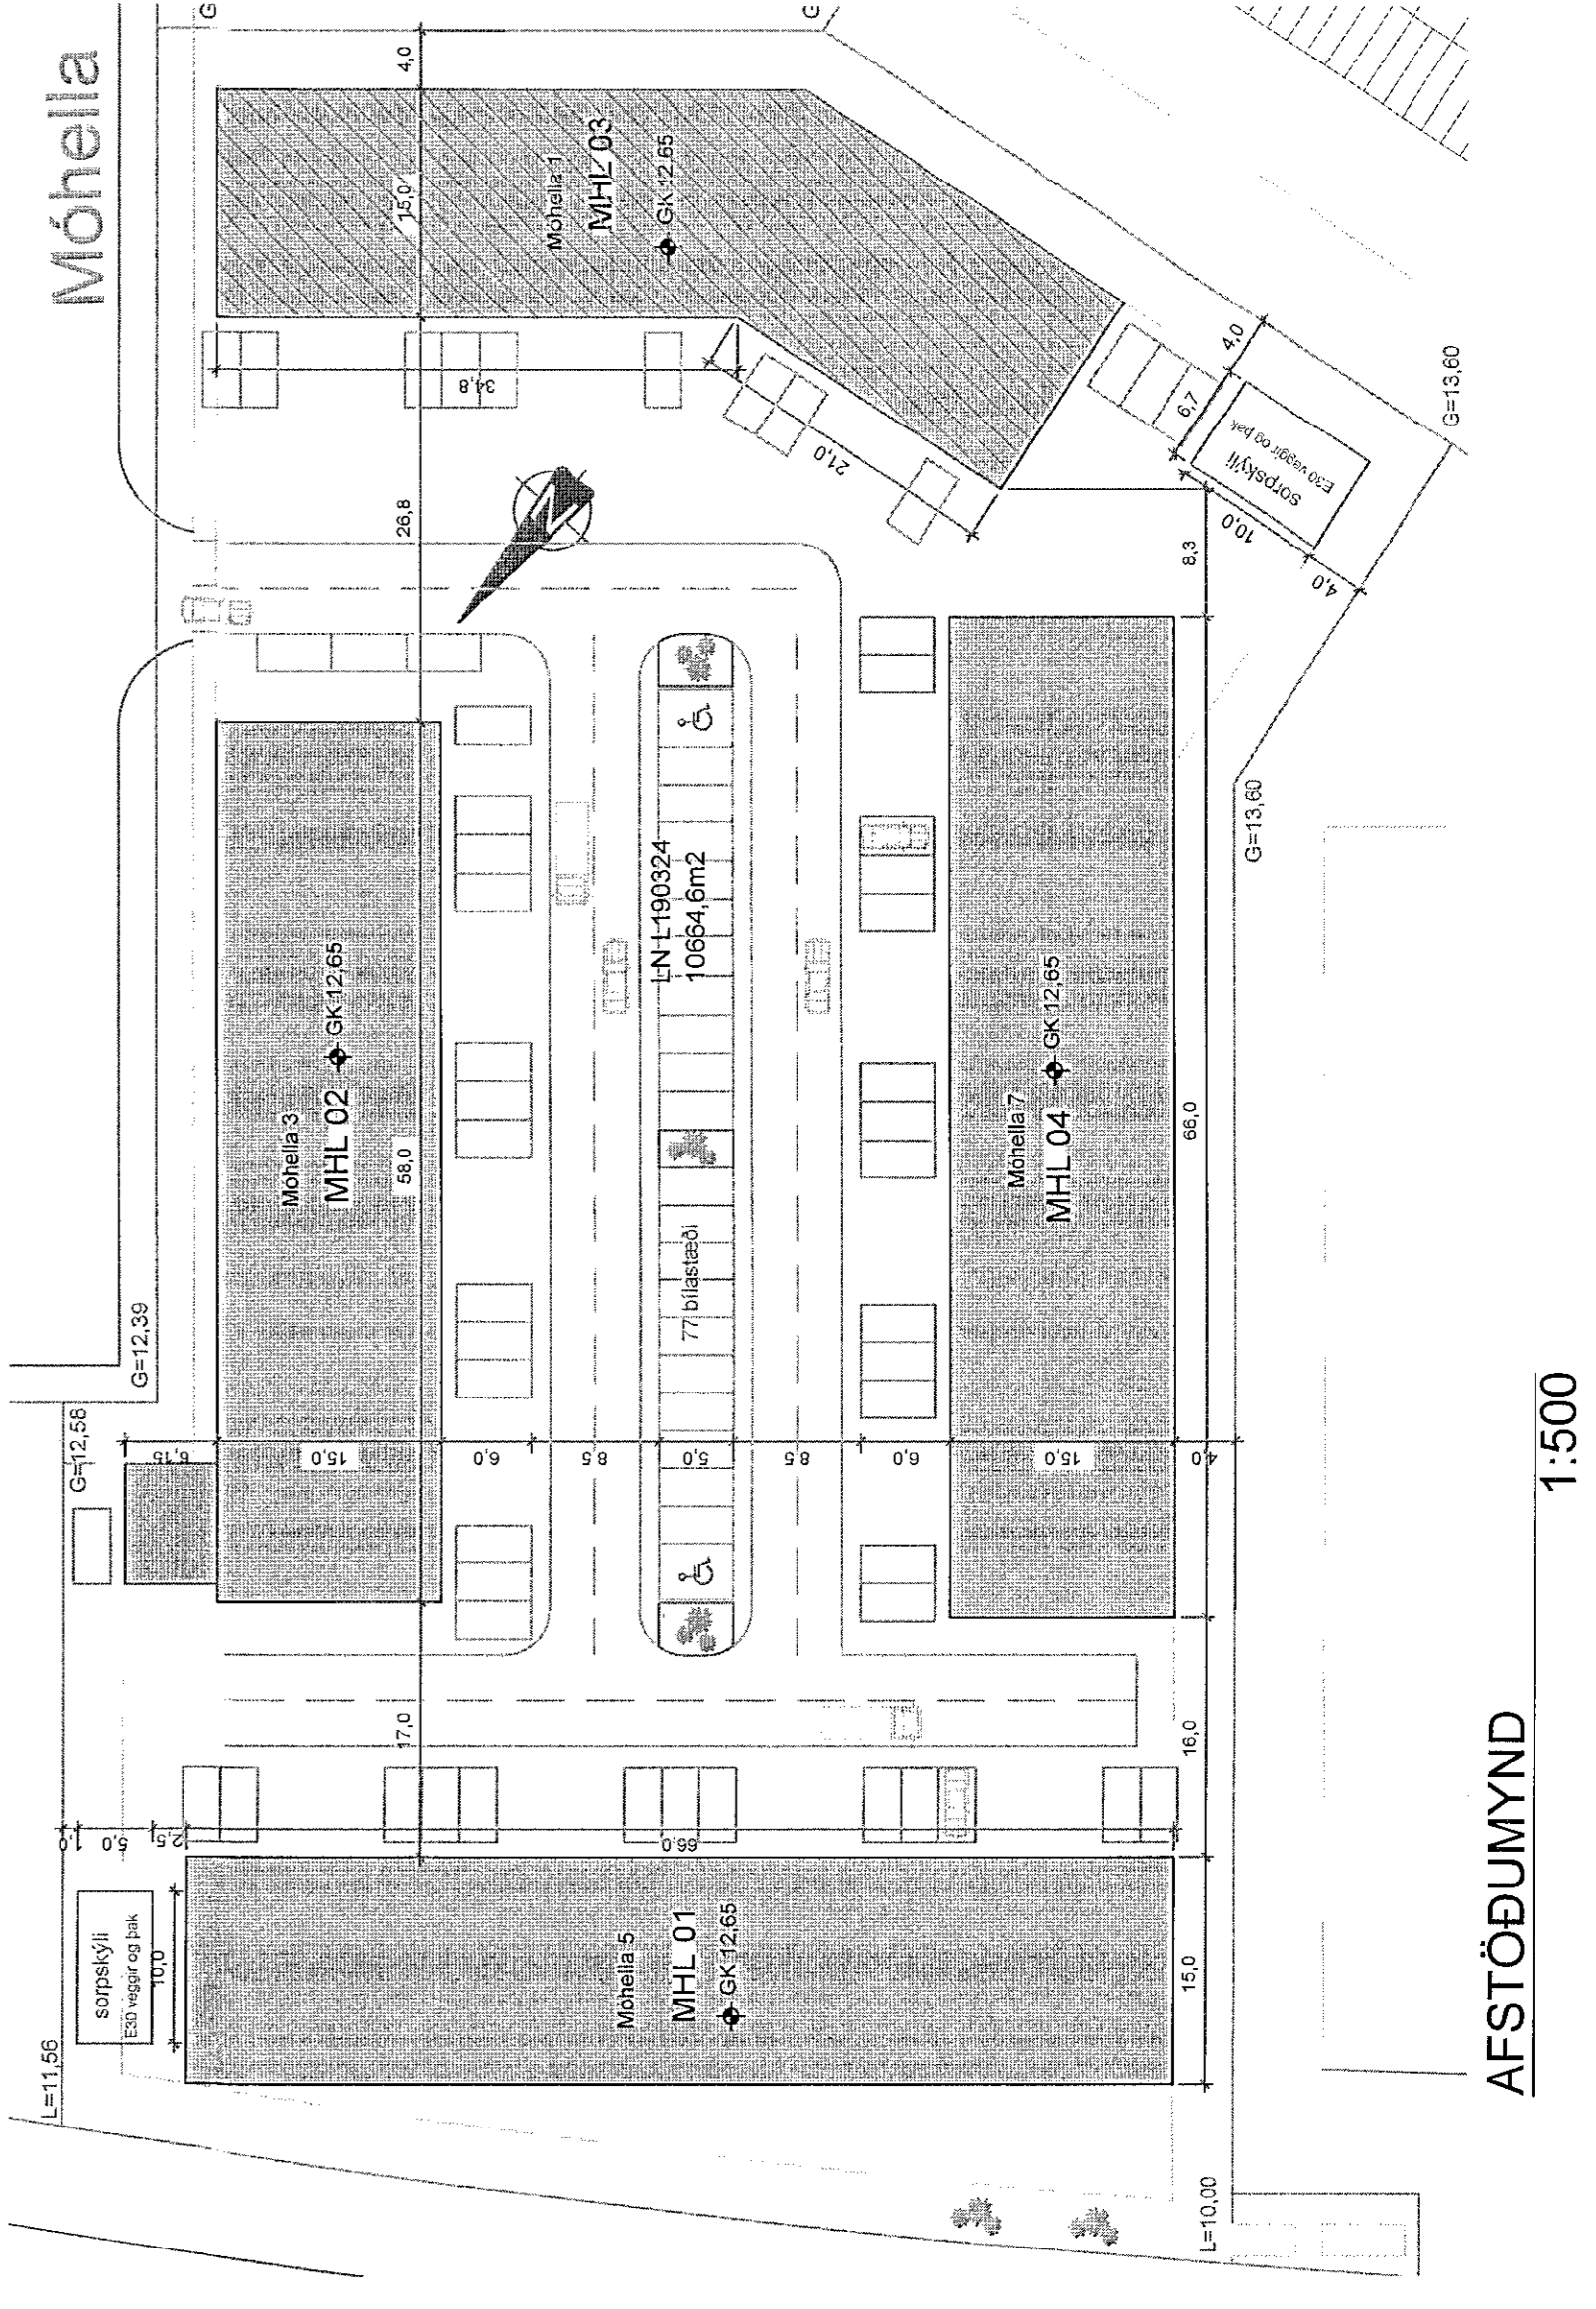 Móhella
G
G
4,0
15,0
Móhella 1
MHL 03
GK 12,65
34,8
26,8
21,0
6,7
4,0
sorpskýli
E30 veggir og þak
10,0
4,0
8,3
G=13,60
G=13,60
Móhella 3
MHL 02
GK 12,65
58,0
G=12,39
G=12,58
6,15
15,0
6,0
8,5
5,0
8,5
6,0
15,0
4,0
LN L190324
10664,6m2
77 bílastæði
Móhella 7
MHL 04
GK 12,65
66,0
17,0
16,0
1,0
5,0
2,5
66,0
sorpskýli
E30 veggir og þak
10,0
Móhella 5
MHL 01
GK 12,65
15,0
L=11,56
L=10,00
AFSTÖÐUMYND
1:500